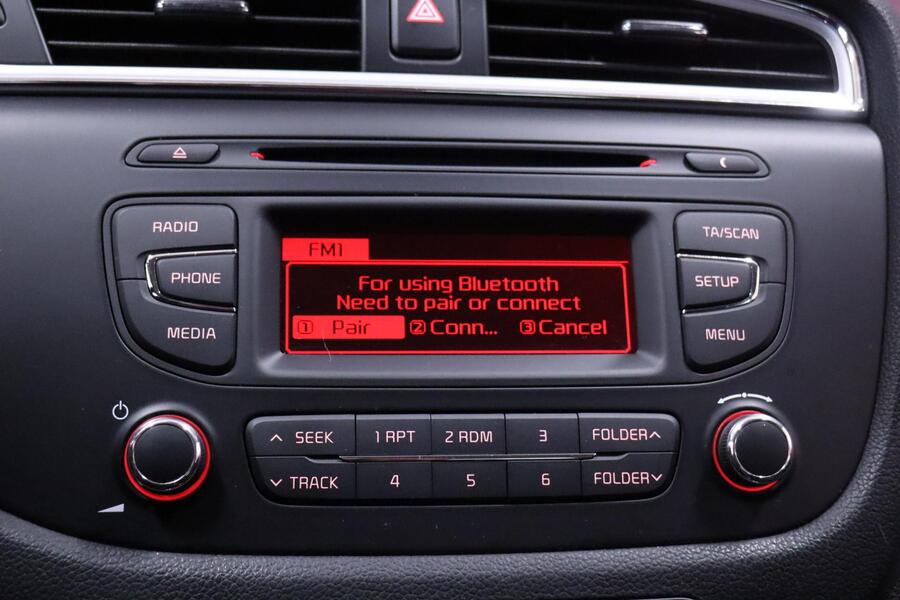 RADIO
PHONE
MEDIA
FM1
For using Bluetooth
Need to pair or connect
1 Pair 2 Conn... 3 Cancel
TA/SCAN
SETUP
MENU
SEEK 1 RPT 2 RDM 3 FOLDER
TRACK 4 5 6 FOLDER